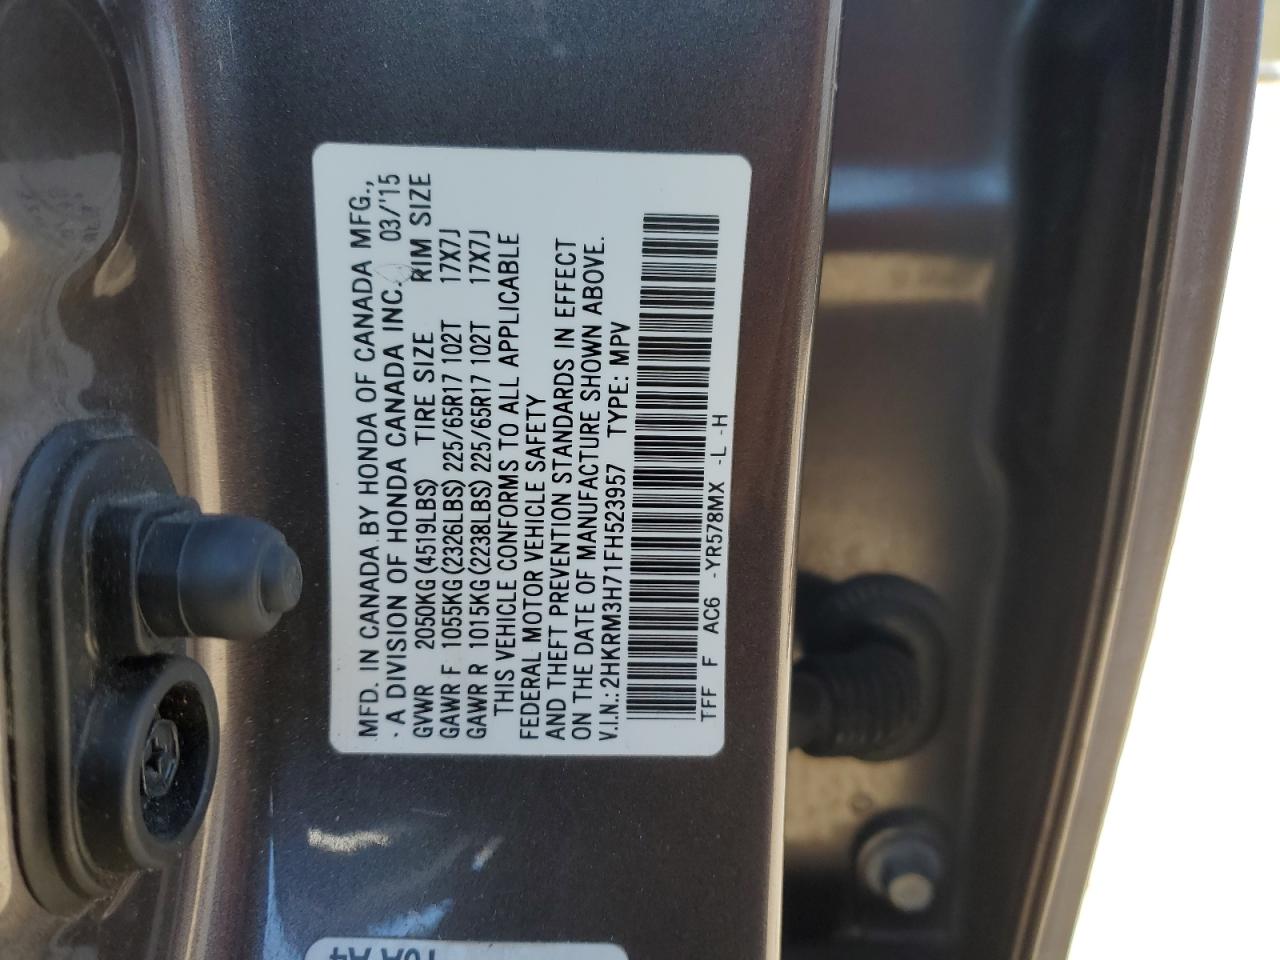 MFD. IN CANADA BY HONDA OF CANADA MFG.,
- A DIVISION OF HONDA CANADA INC. 03/'15
GVWR 2050KG (4519LBS) TIRE SIZE RIM SIZE
GAWR F 1055KG (2326LBS) 225/65R17 102T 17X7J
GAWR R 1015KG (2238LBS) 225/65R17 102T 17X7J
THIS VEHICLE CONFORMS TO ALL APPLICABLE
FEDERAL MOTOR VEHICLE SAFETY
AND THEFT PREVENTION STANDARDS IN EFFECT
ON THE DATE OF MANUFACTURE SHOWN ABOVE.
V.I.N.: 2HKRM3H71FH523957 TYPE: MPV
TFF F AC6 -YR578MX -L -H